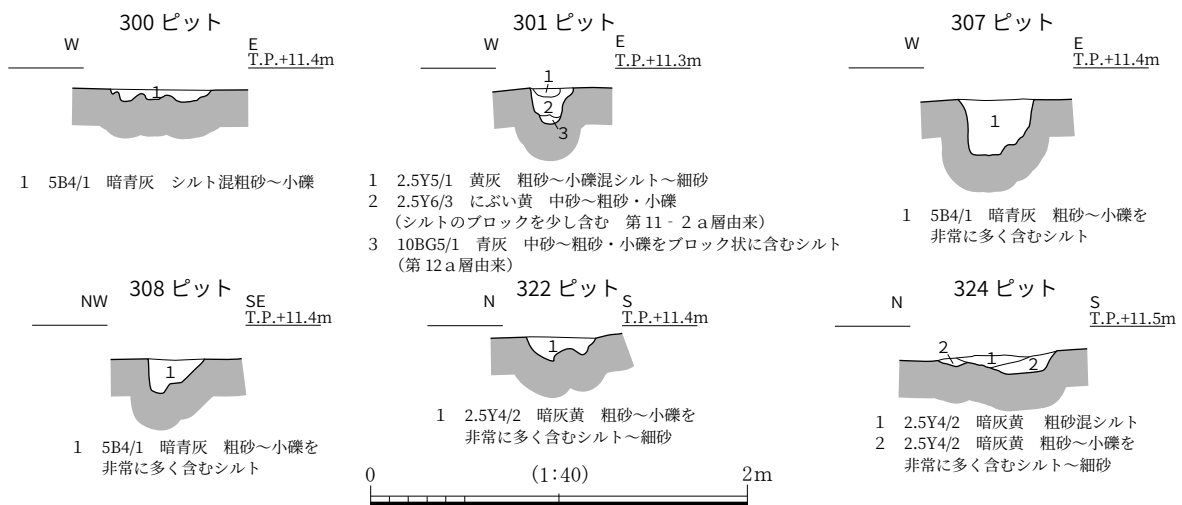 300 ピット
W
E
T.P.+11.4m
1
1 5B4/1 暗青灰 シルト混粗砂～小礫
301 ピット
W
E
T.P.+11.3m
1
2
3
1 2.5Y5/1 黄灰 粗砂～小礫混シルト～細砂
2 2.5Y6/3 にぶい黄 中砂～粗砂・小礫
（シルトのブロックを少し含む 第 11‐2ａ層由来）
3 10BG5/1 青灰 中砂～粗砂・小礫をブロック状に含むシルト
（第 12ａ層由来）
307 ピット
W
E
T.P.+11.4m
1
1 5B4/1 暗青灰 粗砂～小礫を
非常に多く含むシルト
308 ピット
NW
SE
T.P.+11.4m
1
1 5B4/1 暗青灰 粗砂～小礫を
非常に多く含むシルト
322 ピット
N
S
T.P.+11.4m
1
1 2.5Y4/2 暗灰黄 粗砂～小礫を
非常に多く含むシルト～細砂
324 ピット
N
S
T.P.+11.5m
2
1
2
1 2.5Y4/2 暗灰黄 粗砂混シルト
2 2.5Y4/2 暗灰黄 粗砂～小礫を
非常に多く含むシルト～細砂
0 (1:40) 2m